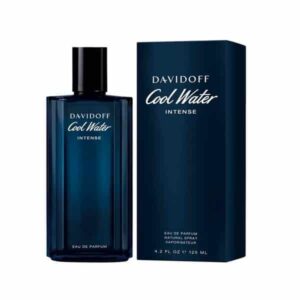 DAVIDOFF
Cool Water
INTENSE
EAU DE PARFUM
DAVIDOFF
Cool Water
INTENSE
EAU DE PARFUM
NATURAL SPRAY
VAPORISATEUR
4.2 FL OZ 125 ML